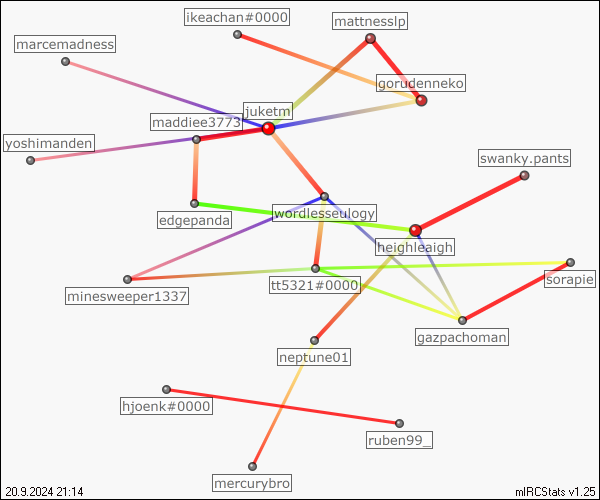 ikeachan#0000
mattnesslp
marcemadness
gorudenneko
juketm
maddiee3773
yoshimanden
swanky.pants
edgepanda
wordlesseulogy
heighleaigh
sorapie
tt5321#0000
minesweeper1337
gazpachoman
neptune01
hjoenk#0000
ruben99_
mercurybro
20.9.2024 21:14
mIRCStats v1.25